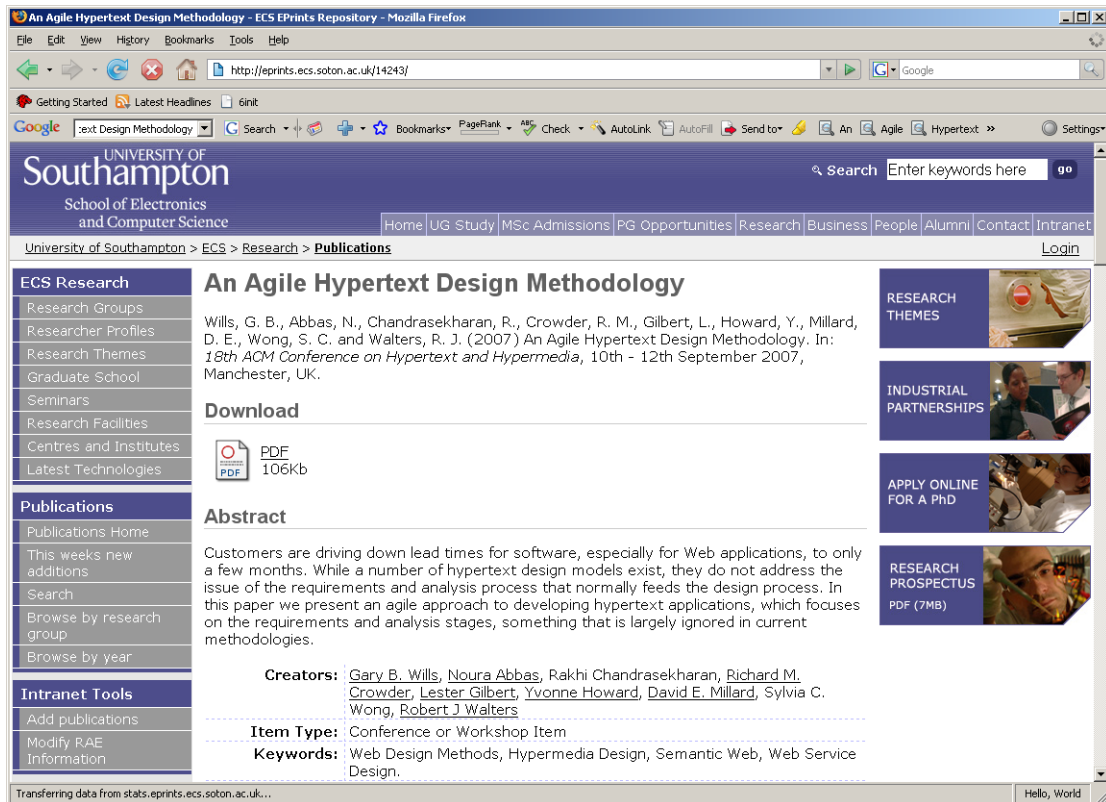 An Agile Hypertext Design Methodology - ECS EPrints Repository - Mozilla Firefox
File Edit View History Bookmarks Tools Help
http://eprints.ecs.soton.ac.uk/14243/
G Google
Getting Started Latest Headlines 6init
Google :ext Design Methodology G Search Bookmarks PageRank ABC Check AutoLink AutoFill Send to An Agile Hypertext » Settings
UNIVERSITY OF
Southampton
School of Electronics
and Computer Science
Search Enter keywords here go
Home UG Study MSc Admissions PG Opportunities Research Business People Alumni Contact Intranet
University of Southampton > ECS > Research > Publications
Login
ECS Research
Research Groups
Researcher Profiles
Research Themes
Graduate School
Seminars
Research Facilities
Centres and Institutes
Latest Technologies
Publications
Publications Home
This weeks new
additions
Search
Browse by research
group
Browse by year
Intranet Tools
Add publications
Modify RAE
Information
An Agile Hypertext Design Methodology
Wills, G. B., Abbas, N., Chandrasekharan, R., Crowder, R. M., Gilbert, L., Howard, Y., Millard,
D. E., Wong, S. C. and Walters, R. J. (2007) An Agile Hypertext Design Methodology. In:
18th ACM Conference on Hypertext and Hypermedia, 10th - 12th September 2007,
Manchester, UK.
Download
PDF
PDF
106Kb
Abstract
Customers are driving down lead times for software, especially for Web applications, to only
a few months. While a number of hypertext design models exist, they do not address the
issue of the requirements and analysis process that normally feeds the design process. In
this paper we present an agile approach to developing hypertext applications, which focuses
on the requirements and analysis stages, something that is largely ignored in current
methodologies.
Creators: Gary B. Wills, Noura Abbas, Rakhi Chandrasekharan, Richard M.
Crowder, Lester Gilbert, Yvonne Howard, David E. Millard, Sylvia C.
Wong, Robert J Walters
Item Type: Conference or Workshop Item
Keywords: Web Design Methods, Hypermedia Design, Semantic Web, Web Service
Design.
RESEARCH
THEMES
INDUSTRIAL
PARTNERSHIPS
APPLY ONLINE
FOR A PhD
RESEARCH
PROSPECTUS
PDF (7MB)
Transferring data from stats.eprints.ecs.soton.ac.uk...
Hello, World